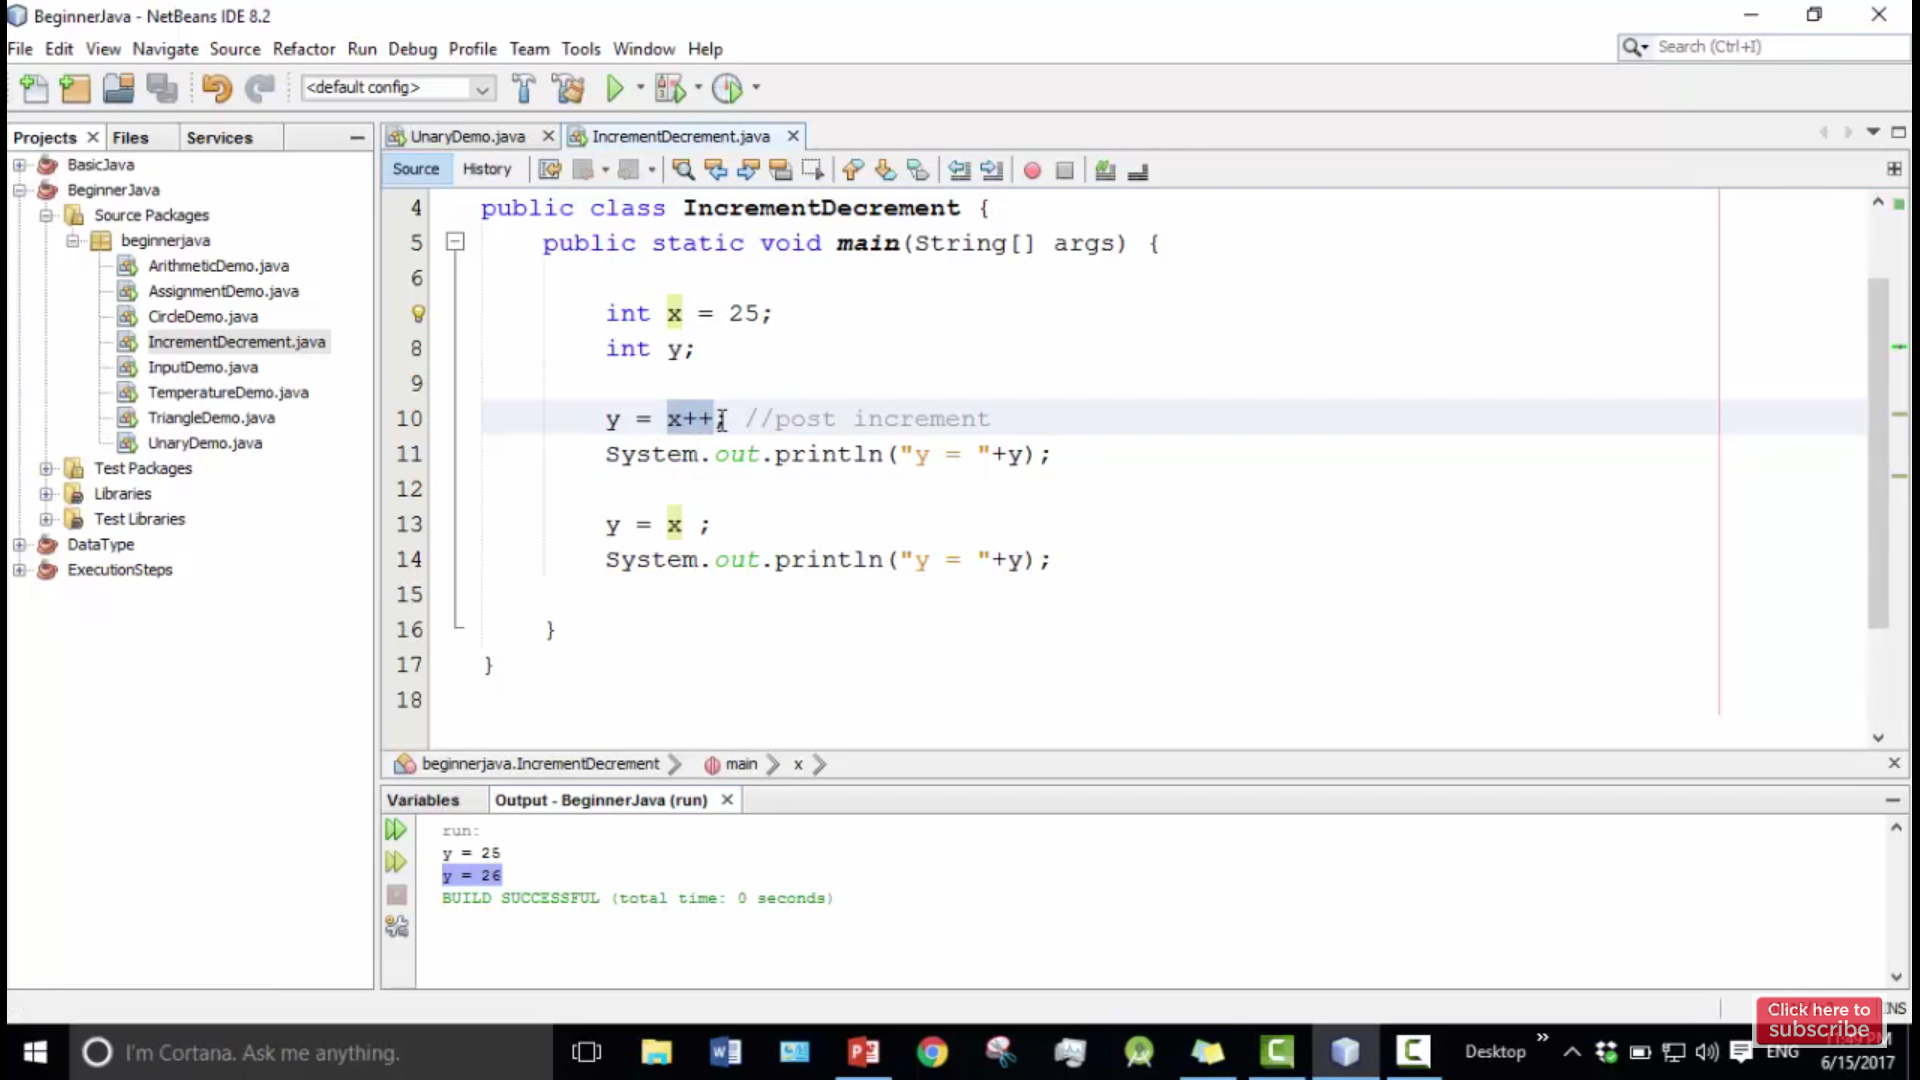 BeginnerJava - NetBeans IDE 8.2
File Edit View Navigate Source Refactor Run Debug Profile Team Tools Window Help
Search (Ctrl+I)
<default config>
Projects Files Services
BasicJava
BeginnerJava
Source Packages
beginnerjava
ArithmeticDemo.java
AssignmentDemo.java
CircleDemo.java
IncrementDecrement.java
InputDemo.java
TemperatureDemo.java
TriangleDemo.java
UnaryDemo.java
Test Packages
Libraries
Test Libraries
DataType
ExecutionSteps
UnaryDemo.java IncrementDecrement.java
Source History
4 public class IncrementDecrement {
5 public static void main(String[] args) {
6
int x = 25;
8 int y;
9
10 y = x++; //post increment
11 System.out.println("y = "+y);
12
13 y = x ;
14 System.out.println("y = "+y);
15
16 }
17 }
18
beginnerjava.IncrementDecrement main x
Variables Output - BeginnerJava (run)
run:
y = 25
y = 26
BUILD SUCCESSFUL (total time: 0 seconds)
Click here to
subscribe
I'm Cortana. Ask me anything.
Desktop
ENG
6/15/2017